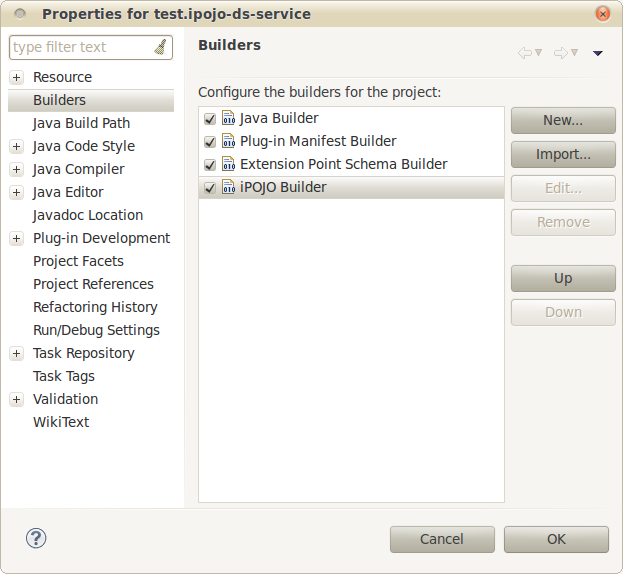 Properties for test.ipojo-ds-service
type filter text
Resource
Builders
Java Build Path
Java Code Style
Java Compiler
Java Editor
Javadoc Location
Plug-in Development
Project Facets
Project References
Refactoring History
Run/Debug Settings
Task Repository
Task Tags
Validation
WikiText
Builders
Configure the builders for the project:
Java Builder
Plug-in Manifest Builder
Extension Point Schema Builder
iPOJO Builder
New...
Import...
Edit...
Remove
Up
Down
Cancel
OK